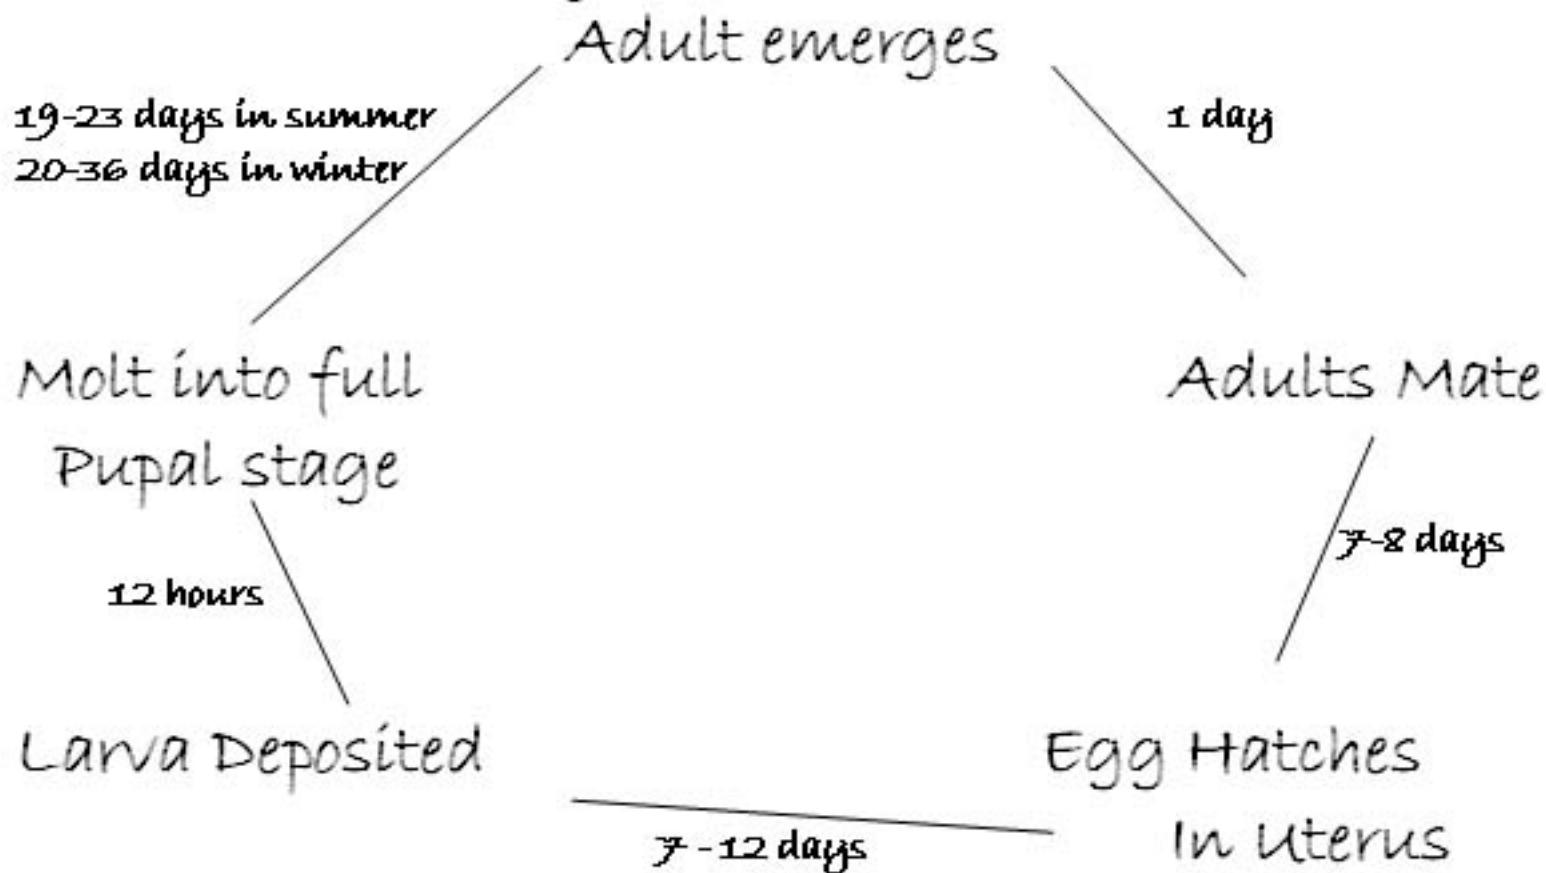 Adult emerges
19-23 days in summer
20-36 days in winter
1 day
Molt into full
Pupal stage
Adults Mate
7-8 days
12 hours
Larva Deposited
Egg Hatches
In Uterus
7 - 12 days